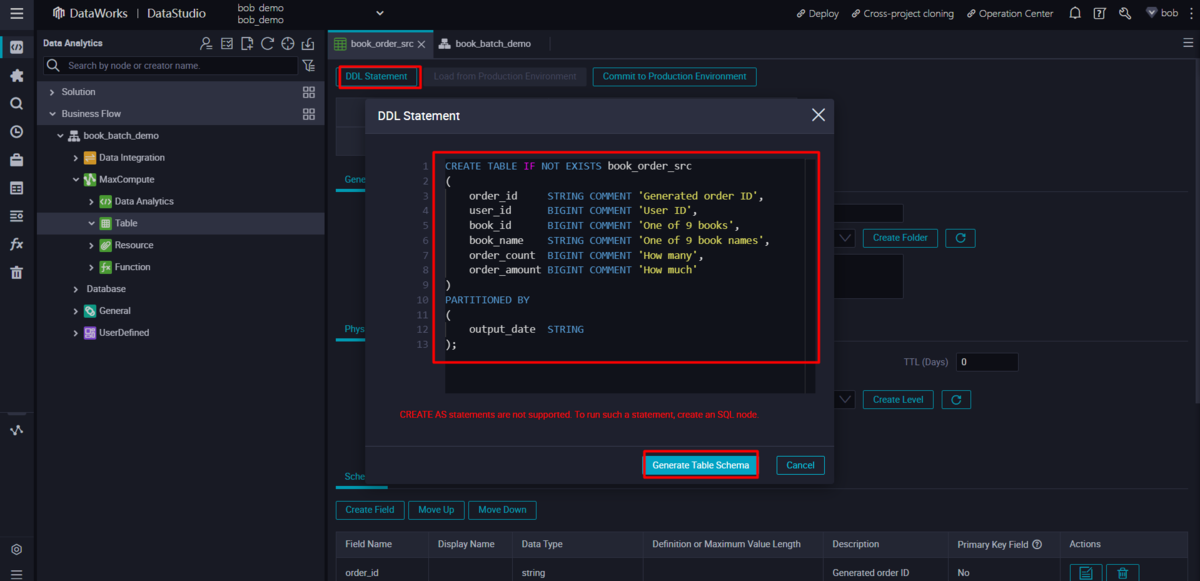 DataWorks | DataStudio
bob_demo
bob_demo
Deploy
Cross-project cloning
Operation Center
bob
Data Analytics
Search by node or creator name.
Solution
Business Flow
book_batch_demo
Data Integration
MaxCompute
Data Analytics
Table
Resource
Function
Database
General
UserDefined
book_order_src
book_batch_demo
DDL Statement
Load from Production Environment
Commit to Production Environment
DDL Statement
1 CREATE TABLE IF NOT EXISTS book_order_src
2 (
3 order_id STRING COMMENT 'Generated order ID',
4 user_id BIGINT COMMENT 'User ID',
5 book_id BIGINT COMMENT 'One of 9 books',
6 book_name STRING COMMENT 'One of 9 book names',
7 order_count BIGINT COMMENT 'How many',
8 order_amount BIGINT COMMENT 'How much'
9 )
10 PARTITIONED BY
11 (
12 output_date STRING
13 );
CREATE AS statements are not supported. To run such a statement, create an SQL node.
Generate Table Schema
Cancel
Gene
Create Folder
Phys
TTL (Days) 0
Create Level
Sche
Create Field
Move Up
Move Down
Field Name
Display Name
Data Type
Definition or Maximum Value Length
Description
Primary Key Field
Actions
order_id
string
Generated order ID
No